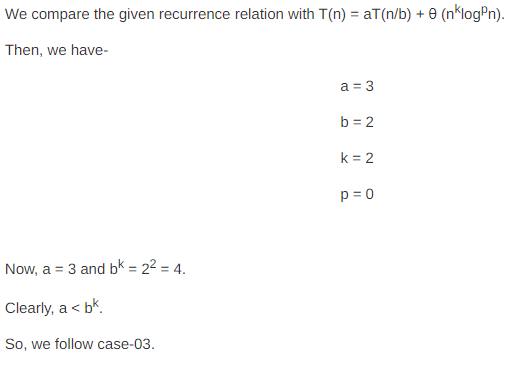 We compare the given recurrence relation with T(n) = aT(n/b) + θ (nᵏlogᵖn).
Then, we have-
a = 3
b = 2
k = 2
p = 0
Now, a = 3 and bᵏ = 2² = 4.
Clearly, a < bᵏ.
So, we follow case-03.